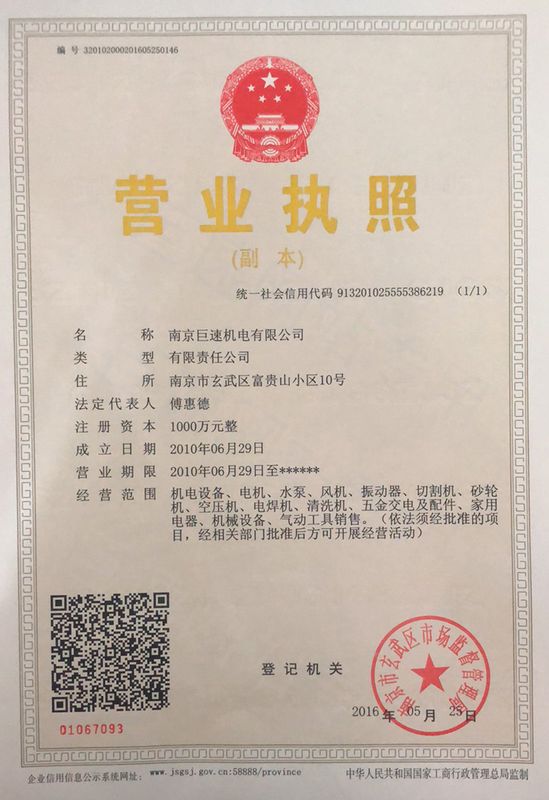 编 号 320102000201605250146
营业执照
(副 本)
统一社会信用代码 913201025555386219 (1/1)
名 称 南京巨速机电有限公司
类 型 有限责任公司
住 所 南京市玄武区富贵山小区10号
法定代表人 傅惠德
注册资本 1000万元整
成立日期 2010年06月29日
营业期限 2010年06月29日至******
经营范围 机电设备、电机、水泵、风机、振动器、切割机、砂轮
机、空压机、电焊机、清洗机、五金交电及配件、家用
电器、机械设备、气动工具销售。(依法须经批准的项
目,经相关部门批准后方可开展经营活动)
登记机关
南京市玄武区市场监督管理局
2016年 05月 25日
01067093
企业信用信息公示系统网址: www.jsgsj.gov.cn:58888/province
中华人民共和国国家工商行政管理总局监制